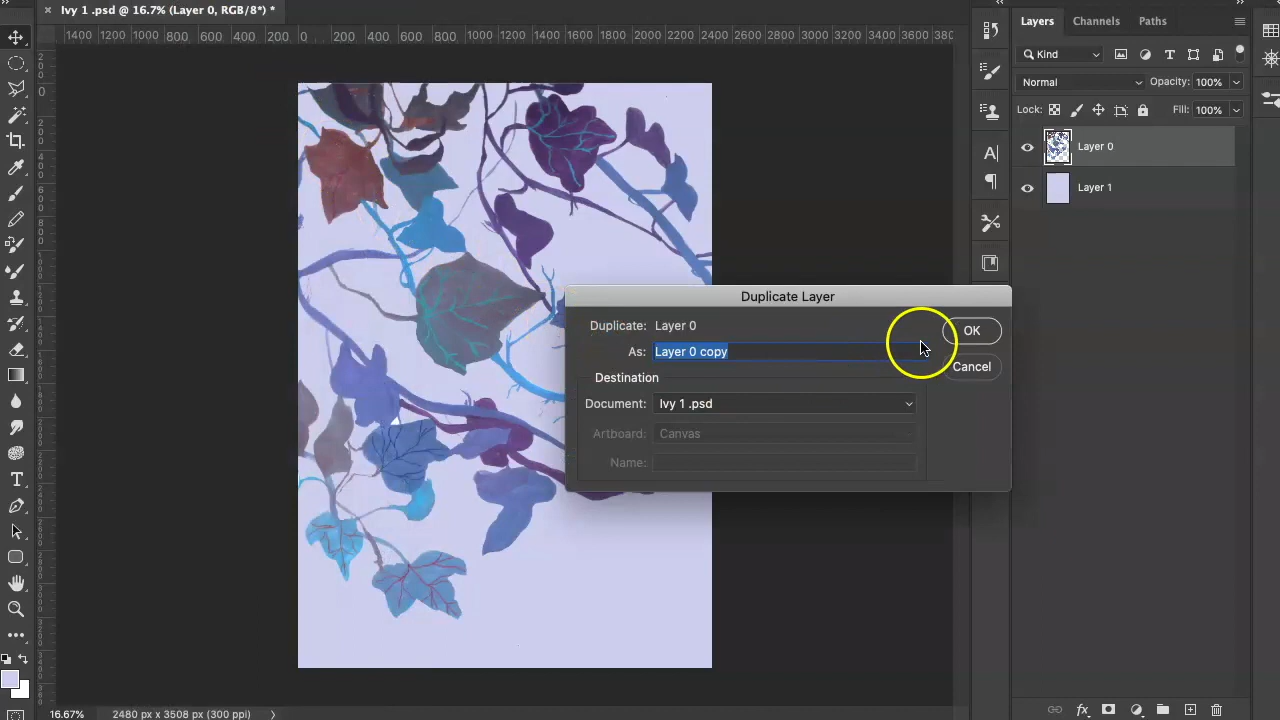 Ivy 1 .psd @ 16.7% (Layer 0, RGB/8*) *
1400 1200 1000 800 600 400 200 0 200 400 600 800 1000 1200 1400 1600 1800 2000 2200 2400 2600 2800 3000 3200 3400 3600 380
Layers Channels Paths
Kind
Normal Opacity: 100%
Lock: Fill: 100%
Layer 0
Layer 1
Duplicate Layer
Duplicate: Layer 0
OK
As: Layer 0 copy
Cancel
Destination
Document: Ivy 1 .psd
Artboard: Canvas
Name:
16.67% 2480 px x 3508 px (300 ppi)